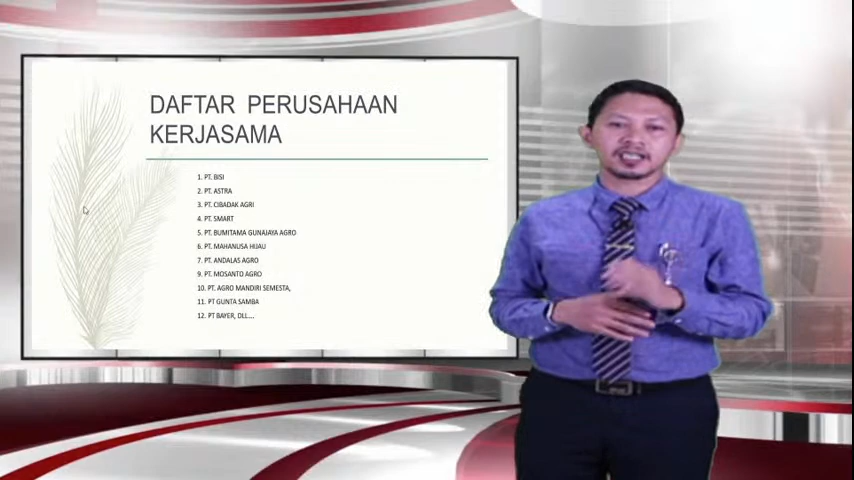 DAFTAR PERUSAHAAN
KERJASAMA
1. PT. BISI
2. PT. ASTRA
3. PT. CIBADAK AGRI
4. PT. SMART
5. PT. BUMITAMA GUNAJAYA AGRO
6. PT. MAHANUSA HIJAU
7. PT. ANDALAS AGRO
9. PT. MOSANTO AGRO
10. PT. AGRO MANDIRI SEMESTA,
11. PT GUNTA SAMBA
12. PT BAYER, DLL....